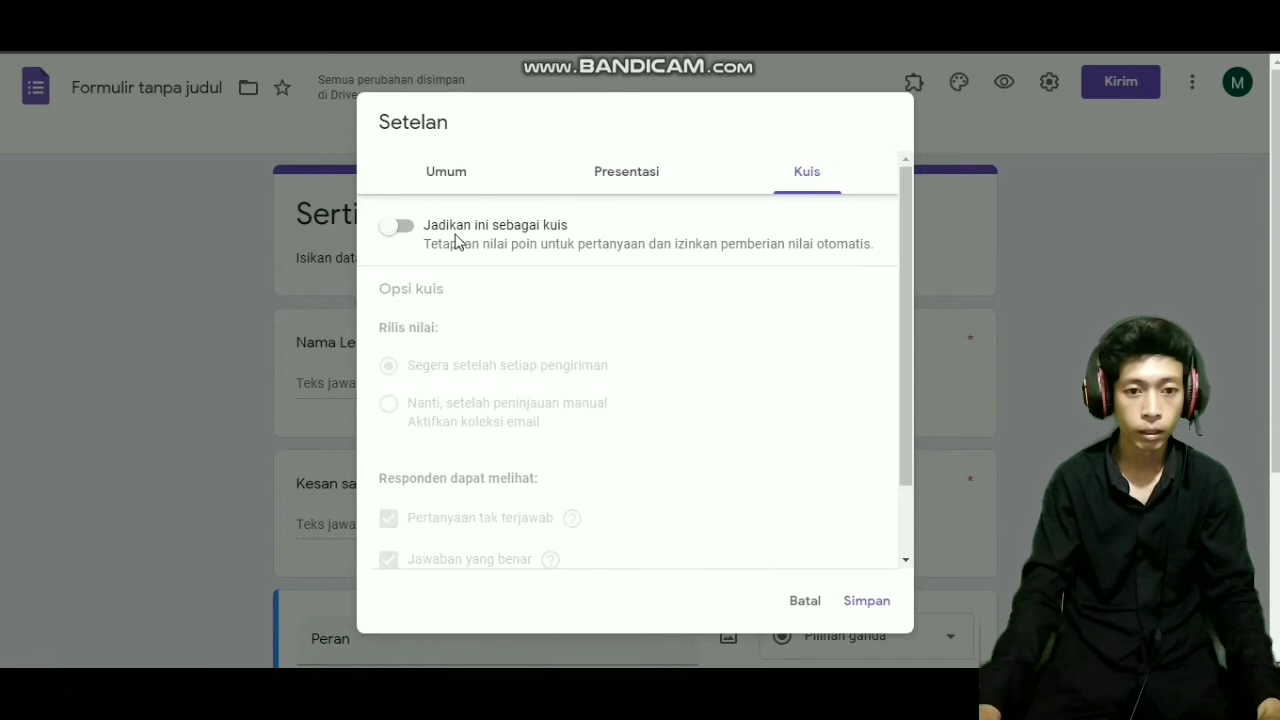 www.BANDICAM.com
Formulir tanpa judul
Semua perubahan disimpan
di Drive
Kirim
M
Setelan
Umum
Presentasi
Kuis
Jadikan ini sebagai kuis
Tetapkan nilai poin untuk pertanyaan dan izinkan pemberian nilai otomatis.
Opsi kuis
Rilis nilai:
Segera setelah setiap pengiriman
Nanti, setelah peninjauan manual
Aktifkan koleksi email
Responden dapat melihat:
Pertanyaan tak terjawab
Jawaban yang benar
Batal
Simpan
Serti
Isikan dat
Nama Le
*
Teks jawa
Kesan sa
*
Teks jawa
Peran
Pilihan ganda